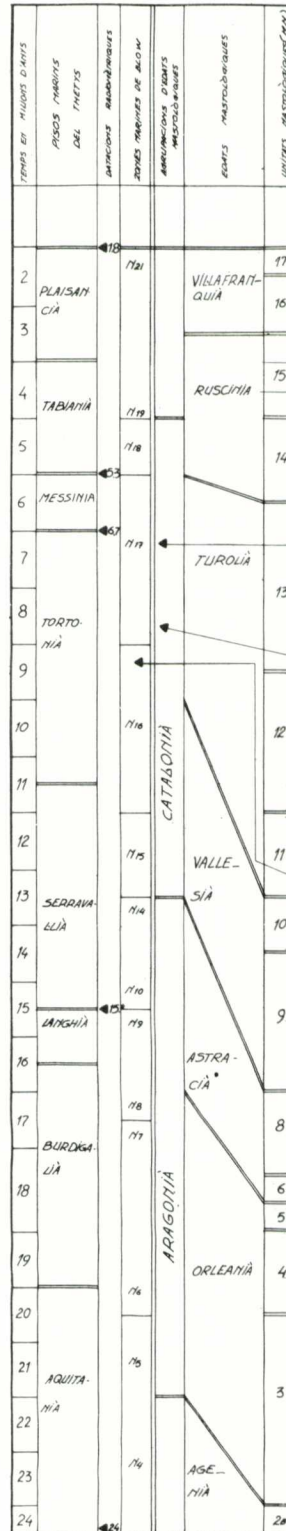 TEMPS EN MILIONS D'ANYS
PISOS MARINS
DEL THETYS
DATACIONS RADIOMÈTRIQUES
ZONES MARINES DE BLOW
AGRUPACIONS D'EDATS
MASTOLÒGIQUES
EDATS MASTOLÒGIQUES
UNITATS MASTOLÒGIQUES (MN)
2
3
4
5
6
7
8
9
10
11
12
13
14
15
16
17
18
19
20
21
22
23
24
PLAISAN-
CIÀ
TABIANIÀ
MESSINIA
TORTO-
NIÀ
SERRAVA-
LLIÀ
LANGHIÀ
BURDIGA-
LIÀ
AQUITA-
NIÀ
18
53
67
15
24
N21
N19
N18
N17
N16
N15
N14
N10
N9
N8
N7
N6
N5
N4
CATALONIÀ
ARAGONIÀ
VILLAFRAN-
QUIÀ
RUSCINIA
TUROLIÀ
VALLE-
SIÀ
ASTRA-
CIÀ
ORLEANIÀ
AGE-
NIÀ
17
16
15
14
13
12
11
10
9
8
6
5
4
3
2a